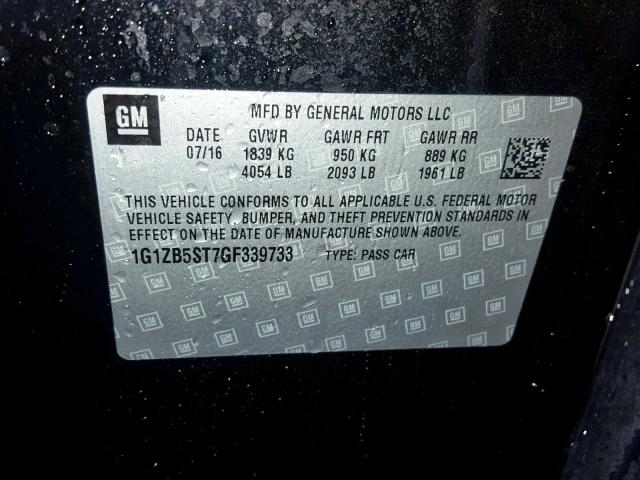 GM
MFD BY GENERAL MOTORS LLC
DATE GVWR GAWR FRT GAWR RR
07/16 1839 KG 950 KG 889 KG
4054 LB 2093 LB 1961 LB
THIS VEHICLE CONFORMS TO ALL APPLICABLE U.S. FEDERAL MOTOR
VEHICLE SAFETY, BUMPER, AND THEFT PREVENTION STANDARDS IN
EFFECT ON THE DATE OF MANUFACTURE SHOWN ABOVE.
1G1ZB5ST7GF339733 TYPE: PASS CAR